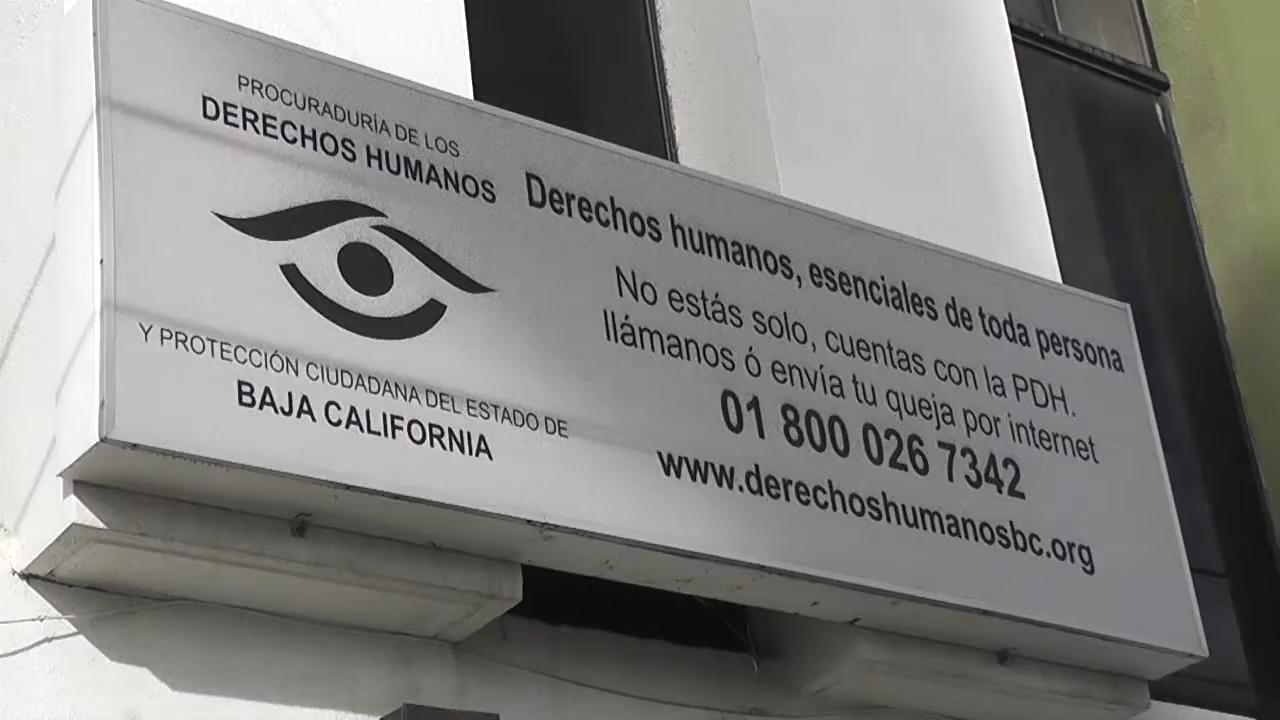 PROCURADURÍA DE LOS
DERECHOS HUMANOS
Y PROTECCIÓN CIUDADANA DEL ESTADO DE
BAJA CALIFORNIA
Derechos humanos, esenciales de toda persona
No estás solo, cuentas con la PDH.
llámanos ó envía tu queja por internet
01 800 026 7342
www.derechoshumanosbc.org